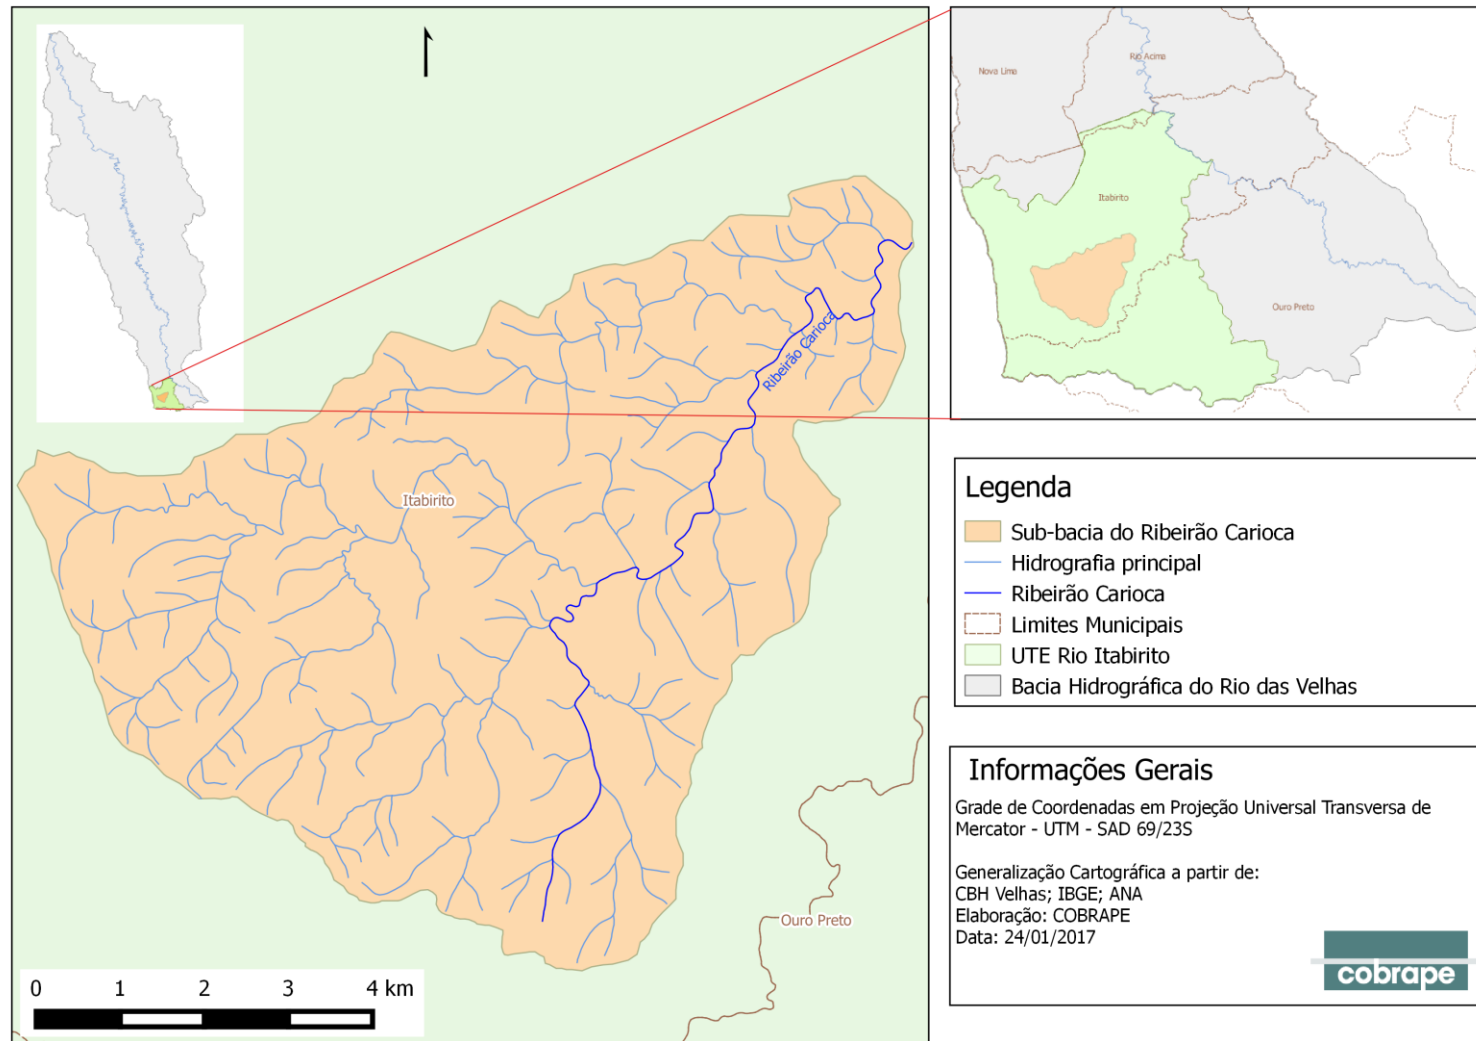 Nova Lima
Rio Acima
Itabirito
Ouro Preto
Ribeirão Carioca
Itabirito
Ouro Preto
0 1 2 3 4 km
Legenda
Sub-bacia do Ribeirão Carioca
Hidrografia principal
Ribeirão Carioca
Limites Municipais
UTE Rio Itabirito
Bacia Hidrográfica do Rio das Velhas
Informações Gerais
Grade de Coordenadas em Projeção Universal Transversa de
Mercator - UTM - SAD 69/23S
Generalização Cartográfica a partir de:
CBH Velhas; IBGE; ANA
Elaboração: COBRAPE
Data: 24/01/2017
cobrape